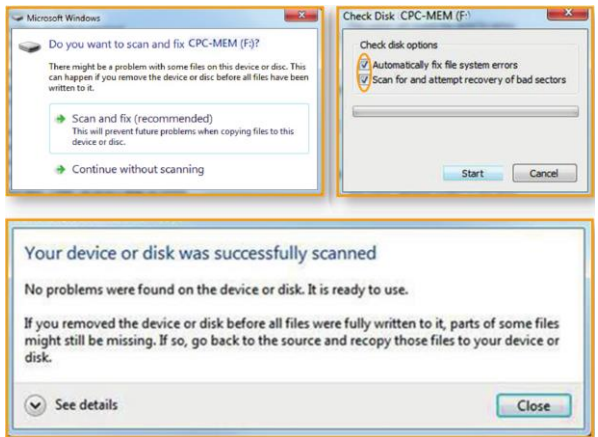 Microsoft Windows
Do you want to scan and fix CPC-MEM (F:)?
There might be a problem with some files on this device or disc. This
can happen if you remove the device or disc before all files have been
written to it.
Scan and fix (recommended)
This will prevent future problems when copying files to this
device or disc.
Continue without scanning
Check Disk CPC-MEM (F:\
Check disk options
Automatically fix file system errors
Scan for and attempt recovery of bad sectors
Start Cancel
Your device or disk was successfully scanned
No problems were found on the device or disk. It is ready to use.
If you removed the device or disk before all files were fully written to it, parts of some files
might still be missing. If so, go back to the source and recopy those files to your device or
disk.
See details
Close